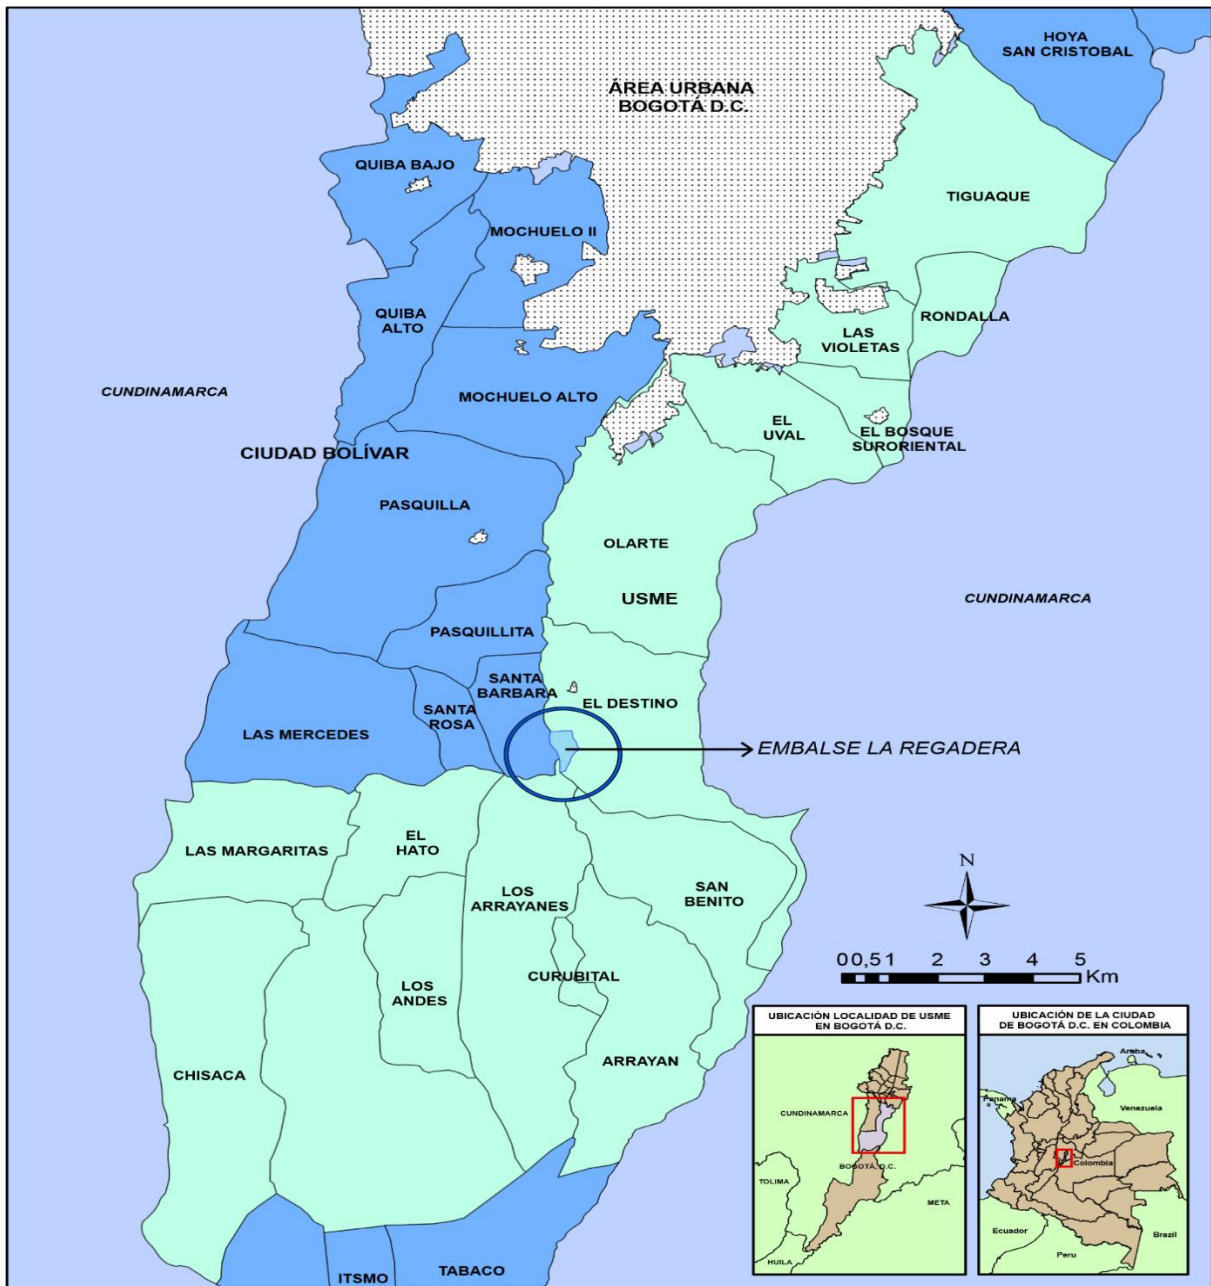 HOYA
SAN CRISTOBAL
ÁREA URBANA
BOGOTÁ D.C.
QUIBA BAJO
TIGUAQUE
MOCHUELO II
QUIBA
ALTO
RONDALLA
LAS
VIOLETAS
CUNDINAMARCA
MOCHUELO ALTO
EL
UVAL
EL BOSQUE
SURORIENTAL
CIUDAD BOLÍVAR
PASQUILLA
OLARTE
USME
CUNDINAMARCA
PASQUILLITA
SANTA
BARBARA
EL DESTINO
SANTA
ROSA
LAS MERCEDES
EMBALSE LA REGADERA
EL
HATO
LAS MARGARITAS
LOS
ARRAYANES
SAN
BENITO
N
CURUBITAL
LOS
ANDES
0 0,5 1 2 3 4 5
Km
ARRAYAN
CHISACA
ITSMO
TABACO
UBICACIÓN LOCALIDAD DE USME
EN BOGOTÁ D.C.
CUNDINAMARCA
BOGOTÁ, D.C.
TOLIMA
META
HUILA
UBICACIÓN DE LA CIUDAD
DE BOGOTÁ D.C. EN COLOMBIA
Aruba
Panama
Venezuela
Colombia
Ecuador
Brazil
Peru